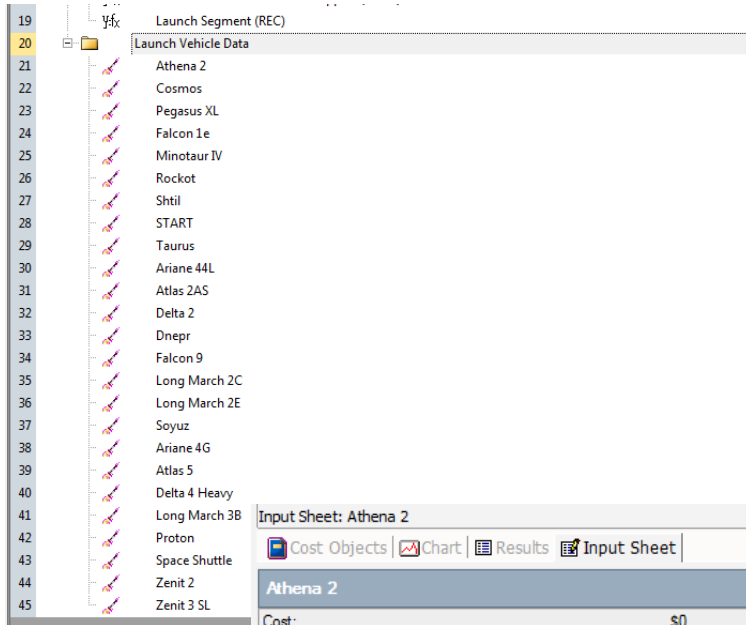 19 y:fx Launch Segment (REC)
20 Launch Vehicle Data
21 Athena 2
22 Cosmos
23 Pegasus XL
24 Falcon 1e
25 Minotaur IV
26 Rockot
27 Shtil
28 START
29 Taurus
30 Ariane 44L
31 Atlas 2AS
32 Delta 2
33 Dnepr
34 Falcon 9
35 Long March 2C
36 Long March 2E
37 Soyuz
38 Ariane 4G
39 Atlas 5
40 Delta 4 Heavy
41 Long March 3B
42 Proton
43 Space Shuttle
44 Zenit 2
45 Zenit 3 SL
Input Sheet: Athena 2
Cost Objects Chart Results Input Sheet
Athena 2
Cost: $0